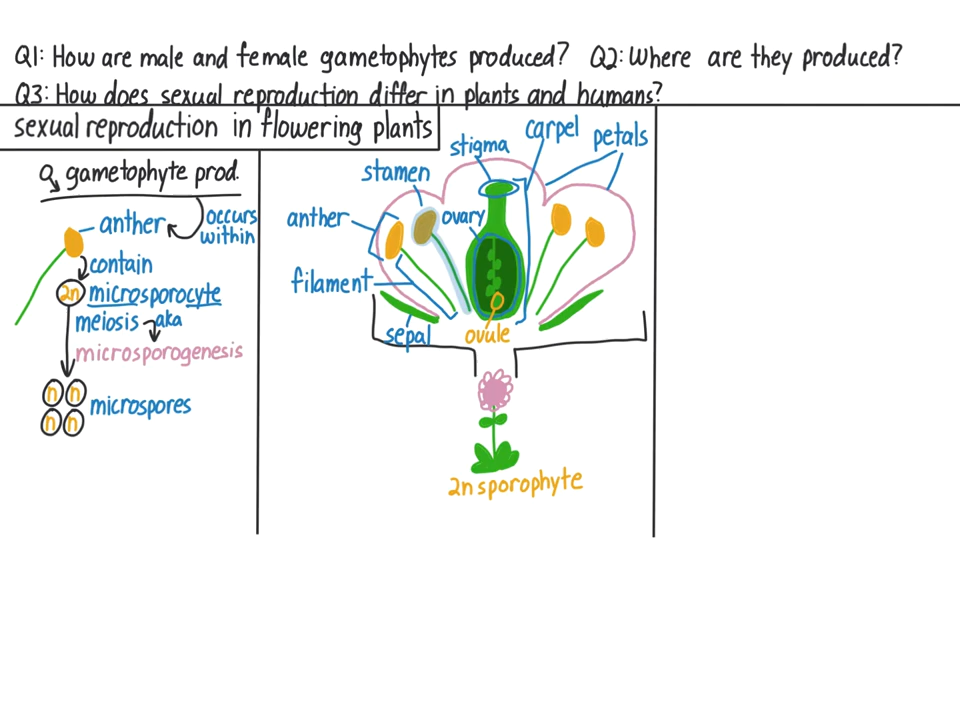 Q1: How are male and female gametophytes produced? Q2: Where are they produced?
Q3: How does sexual reproduction differ in plants and humans?
sexual reproduction in flowering plants
gametophyte prod.
occurs within
anther
contain
2n microsporocyte
meiosis aka
microsporogenesis
n n
n n
microspores
carpel
petals
stigma
stamen
anther
ovary
filament
sepal
ovule
2n sporophyte